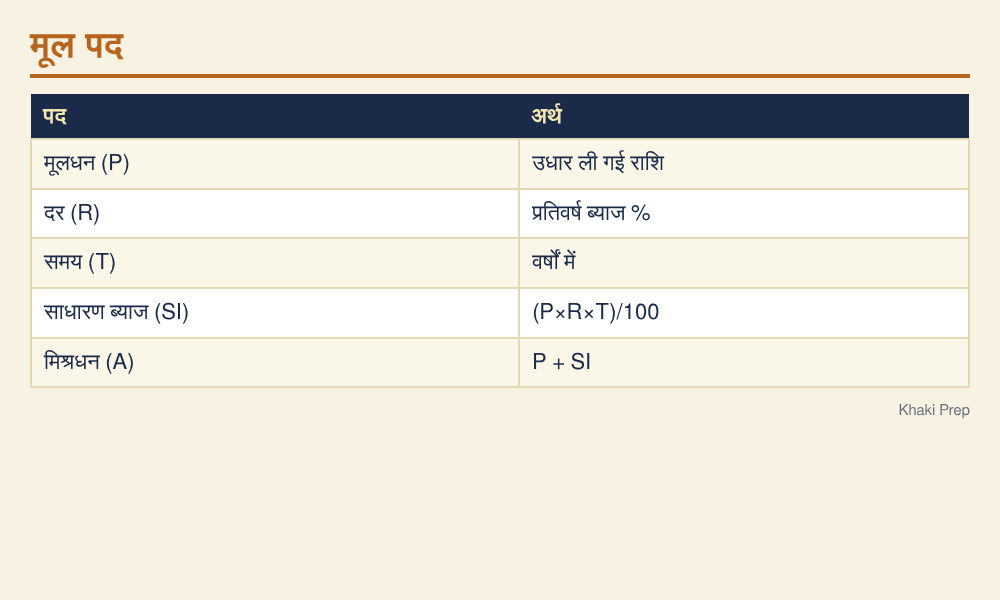 मूल पद
पद अर्थ
मूलधन (P) उधार ली गई राशि
दर (R) प्रतिवर्ष ब्याज %
समय (T) वर्षों में
साधारण ब्याज (SI) (P×R×T)/100
मिश्रधन (A) P + SI
Khaki Prep